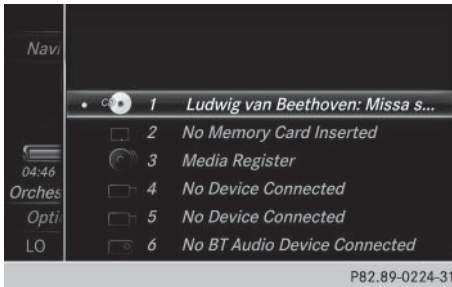 Navi
CD 1 Ludwig van Beethoven: Missa s...
2 No Memory Card Inserted
3 Media Register
04:46
Orches
4 No Device Connected
5 No Device Connected
Opti
LO
6 No BT Audio Device Connected
P82.89-0224-31